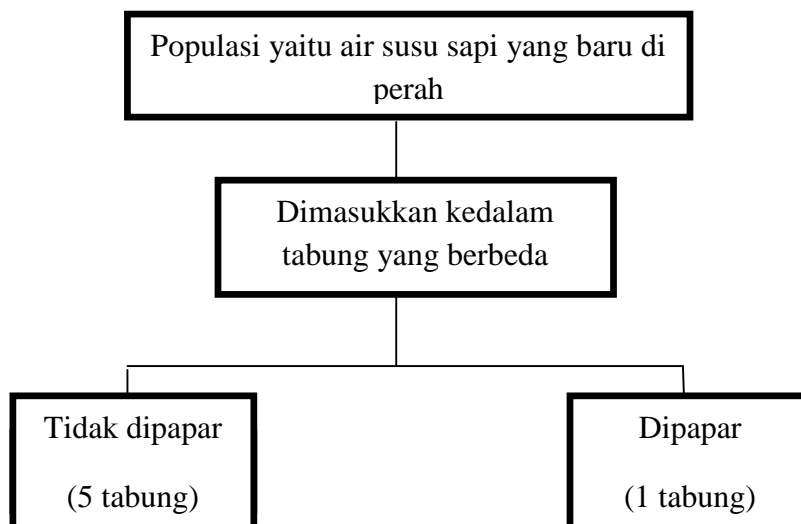 Populasi yaitu air susu sapi yang baru di
perah
Dimasukkan kedalam
tabung yang berbeda
Tidak dipapar
(5 tabung)
Dipapar
(1 tabung)